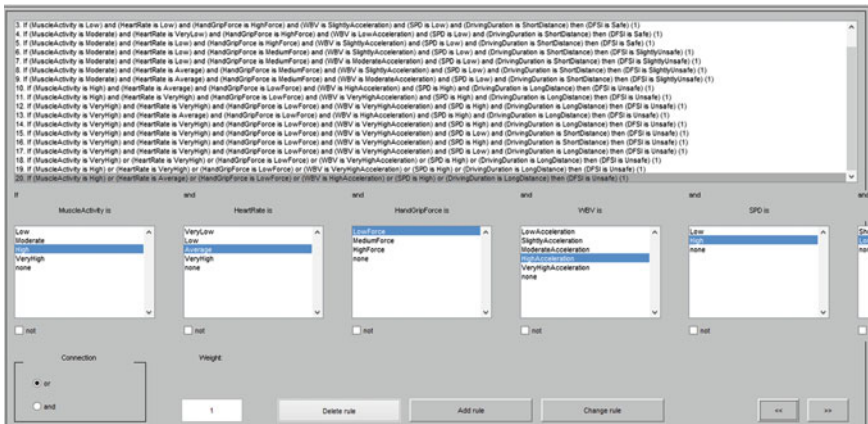 3. If (MuscleActivity is Low) and (HeartRate is Low) and (HandGripForce is HighForce) and (WBV is SlightlyAcceleration) and (SPD is Low) and (DrivingDuration is ShortDistance) then (DFSI is Safe) (1)
4. If (MuscleActivity is Moderate) and (HeartRate is VeryLow) and (HandGripForce is HighForce) and (WBV is LowAcceleration) and (SPD is Low) and (DrivingDuration is ShortDistance) then (DFSI is Safe) (1)
5. If (MuscleActivity is Moderate) and (HeartRate is Low) and (HandGripForce is HighForce) and (WBV is SlightlyAcceleration) and (SPD is Low) and (DrivingDuration is ShortDistance) then (DFSI is Safe) (1)
6. If (MuscleActivity is Moderate) and (HeartRate is Low) and (HandGripForce is MediumForce) and (WBV is SlightlyAcceleration) and (SPD is Low) and (DrivingDuration is ShortDistance) then (DFSI is SlightlyUnsafe) (1)
7. If (MuscleActivity is Moderate) and (HeartRate is Low) and (HandGripForce is MediumForce) and (WBV is ModerateAcceleration) and (SPD is Low) and (DrivingDuration is ShortDistance) then (DFSI is SlightlyUnsafe) (1)
8. If (MuscleActivity is Moderate) and (HeartRate is Average) and (HandGripForce is MediumForce) and (WBV is SlightlyAcceleration) and (SPD is Low) and (DrivingDuration is ShortDistance) then (DFSI is SlightlyUnsafe) (1)
9. If (MuscleActivity is Moderate) and (HeartRate is Average) and (HandGripForce is MediumForce) and (WBV is ModerateAcceleration) and (SPD is Low) and (DrivingDuration is ShortDistance) then (DFSI is SlightlyUnsafe) (1)
10. If (MuscleActivity is High) and (HeartRate is Average) and (HandGripForce is LowForce) and (WBV is HighAcceleration) and (SPD is High) and (DrivingDuration is LongDistance) then (DFSI is Unsafe) (1)
11. If (MuscleActivity is High) and (HeartRate is VeryHigh) and (HandGripForce is LowForce) and (WBV is VeryHighAcceleration) and (SPD is High) and (DrivingDuration is LongDistance) then (DFSI is Unsafe) (1)
12. If (MuscleActivity is VeryHigh) and (HeartRate is VeryHigh) and (HandGripForce is LowForce) and (WBV is VeryHighAcceleration) and (SPD is High) and (DrivingDuration is LongDistance) then (DFSI is Unsafe) (1)
13. If (MuscleActivity is VeryHigh) and (HeartRate is Average) and (HandGripForce is LowForce) and (WBV is HighAcceleration) and (SPD is High) and (DrivingDuration is LongDistance) then (DFSI is Unsafe) (1)
14. If (MuscleActivity is VeryHigh) and (HeartRate is VeryHigh) and (HandGripForce is LowForce) and (WBV is VeryHighAcceleration) and (SPD is High) and (DrivingDuration is LongDistance) then (DFSI is Unsafe) (1)
15. If (MuscleActivity is VeryHigh) and (HeartRate is VeryHigh) and (HandGripForce is LowForce) and (WBV is VeryHighAcceleration) and (SPD is Low) and (DrivingDuration is ShortDistance) then (DFSI is Unsafe) (1)
16. If (MuscleActivity is VeryHigh) and (HeartRate is VeryHigh) and (HandGripForce is LowForce) and (WBV is VeryHighAcceleration) and (SPD is High) and (DrivingDuration is ShortDistance) then (DFSI is Unsafe) (1)
17. If (MuscleActivity is VeryHigh) and (HeartRate is VeryHigh) and (HandGripForce is LowForce) and (WBV is VeryHighAcceleration) and (SPD is Low) and (DrivingDuration is LongDistance) then (DFSI is Unsafe) (1)
18. If (MuscleActivity is VeryHigh) or (HeartRate is VeryHigh) or (HandGripForce is LowForce) or (WBV is VeryHighAcceleration) or (SPD is High) or (DrivingDuration is LongDistance) then (DFSI is Unsafe) (1)
19. If (MuscleActivity is High) or (HeartRate is VeryHigh) or (WBV is VeryHighAcceleration) or (SPD is High) then (DFSI is Unsafe) (1)
20. If (MuscleActivity is High) or (HeartRate is Average) or (HandGripForce is LowForce) or (WBV is HighAcceleration) or (SPD is High) or (DrivingDuration is LongDistance) then (DFSI is Unsafe) (1)
If and and and and and
MuscleActivity is HeartRate is HandGripForce is WBV is SPD is
Low VeryLow LowForce LowAcceleration Low Sh
Moderate Low MediumForce SlightlyAcceleration High Lo
High Average HighForce ModerateAcceleration none no
VeryHigh VeryHigh none HighAcceleration
none none VeryHighAcceleration
none
not not not not not
Connection Weight:
or
and 1 Delete rule Add rule Change rule << >>